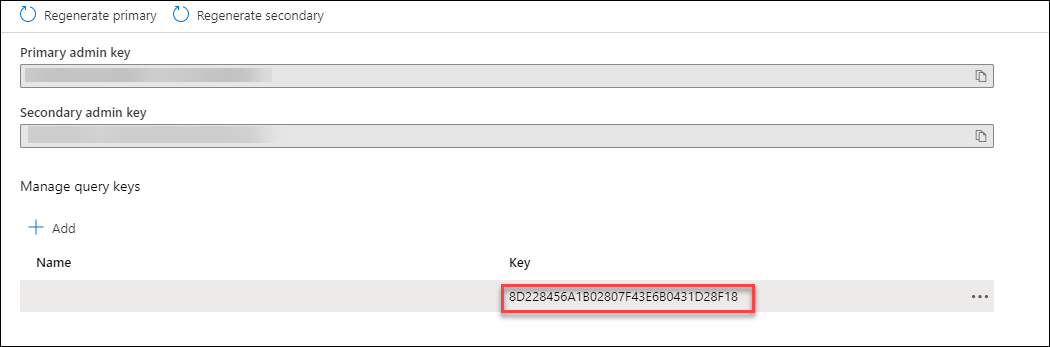 Regenerate primary Regenerate secondary
Primary admin key
Secondary admin key
Manage query keys
Add
Name Key
8D228456A1B02807F43E6B0431D28F18